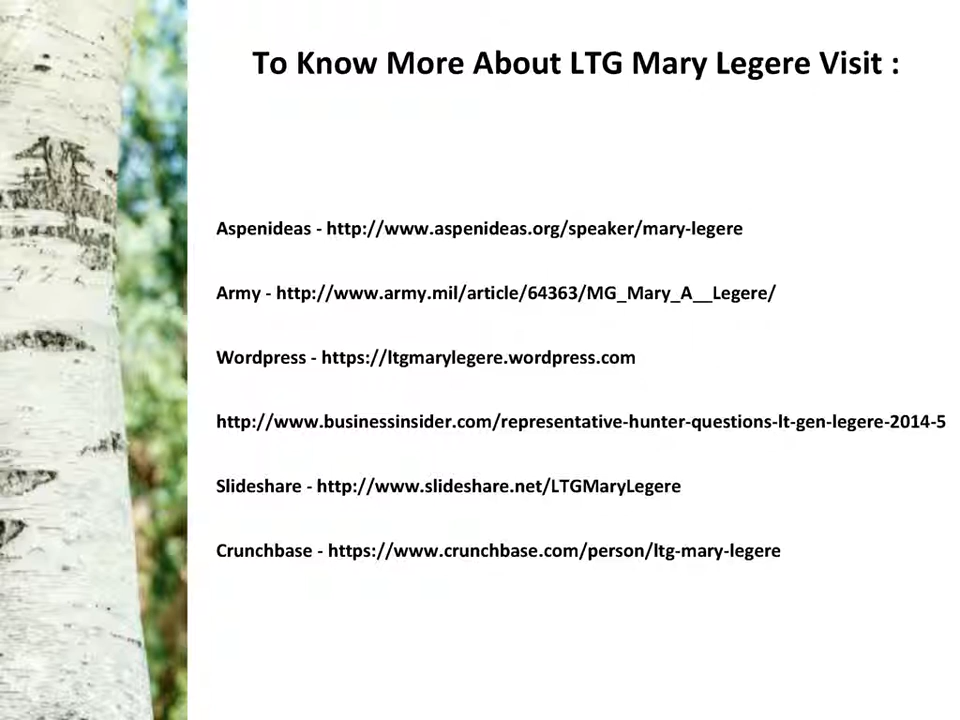 To Know More About LTG Mary Legere Visit :
Aspenideas - http://www.aspenideas.org/speaker/mary-legere
Army - http://www.army.mil/article/64363/MG_Mary_A__Legere/
Wordpress - https://ltgmarylegere.wordpress.com
http://www.businessinsider.com/representative-hunter-questions-lt-gen-legere-2014-5
Slideshare - http://www.slideshare.net/LTGMaryLegere
Crunchbase - https://www.crunchbase.com/person/ltg-mary-legere